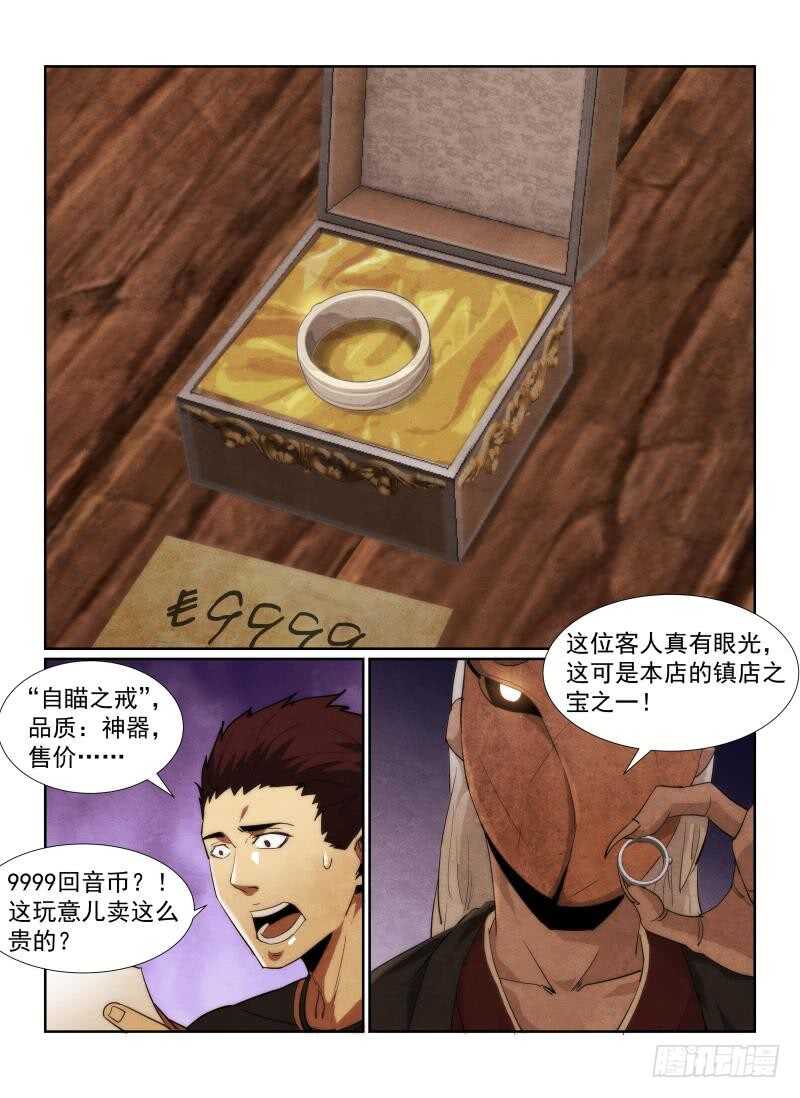 €9999
“自瞄之戒”，
品质：神器，
售价……
9999回音币？！
这玩意儿卖这么
贵的？
这位客人真有眼光，
这可是本店的镇店之
宝之一！
腾讯动漫